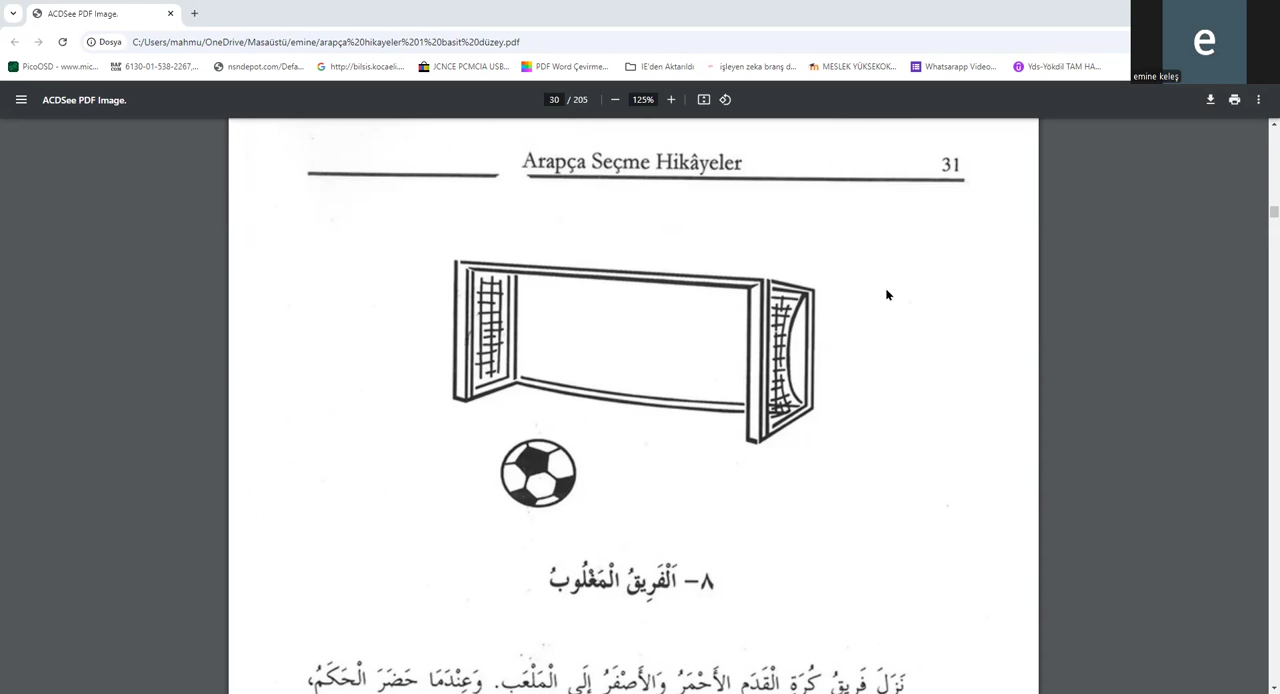 ACDSee PDF Image.
Dosya
C:/Users/mahmu/OneDrive/Masaüstü/emine/arapça%20hikayeler%201%20basit%20düzey.pdf
PicoOSD - www.mic...
6130-01-538-2267,...
nsndepot.com/Defa...
http://bilsis.kocaeli...
JCNCE PCMCIA USB...
PDF Word Çevirme...
IE'den Aktarıldı
işleyen zeka branş d...
MESLEK YÜKSEKOK...
Whatsarapp Video...
Yds-Yökdil TAM HA...
e
emine keleş
ACDSee PDF Image.
30 / 205
125%
Arapça Seçme Hikâyeler
31
٨- اَلْفَرِيقُ الْمَغْلُوبُ
نَزَلَ فَرِيقُ كُرَةِ الْقَدَمِ الأَحْمَرُ وَالأَصْفَرُ إِلَى الْمَلْعَبِ. وَعِنْدَمَا حَضَرَ الْحَكَمُ،